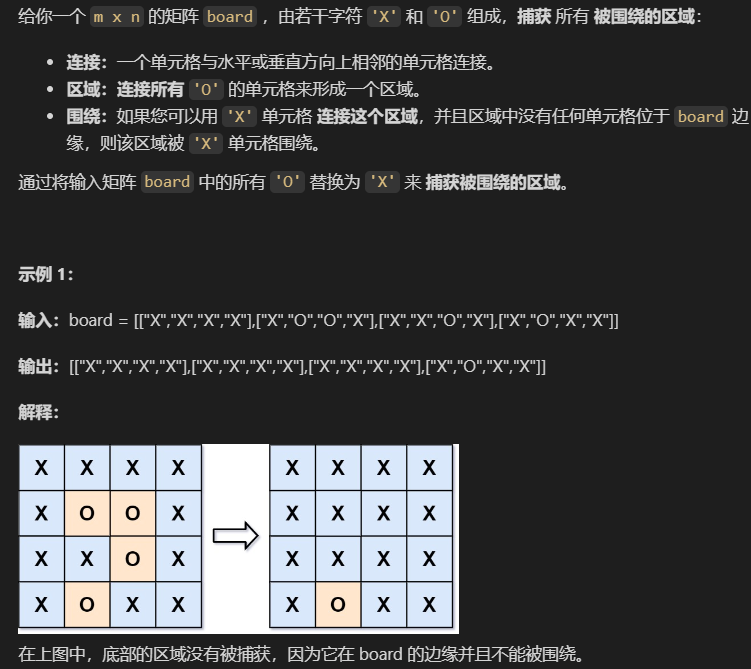 给你一个 m x n 的矩阵 board ，由若干字符 'X' 和 'O' 组成，捕获 所有 被围绕的区域：
• 连接：一个单元格与水平或垂直方向上相邻的单元格连接。
• 区域：连接所有 'O' 的单元格来形成一个区域。
• 围绕：如果您可以用 'X' 单元格 连接这个区域，并且区域中没有任何单元格位于 board 边
缘，则该区域被 'X' 单元格围绕。
通过将输入矩阵 board 中的所有 'O' 替换为 'X' 来 捕获被围绕的区域。
示例 1：
输入：board = [["X","X","X","X"],["X","O","O","X"],["X","X","O","X"],["X","O","X","X"]]
输出：[["X","X","X","X"],["X","X","X","X"],["X","X","X","X"],["X","O","X","X"]]
解释：
X X X X X X X X
X O O X X X X X
X X O X X X X X
X O X X X O X X
在上图中，底部的区域没有被捕获，因为它在 board 的边缘并且不能被围绕。